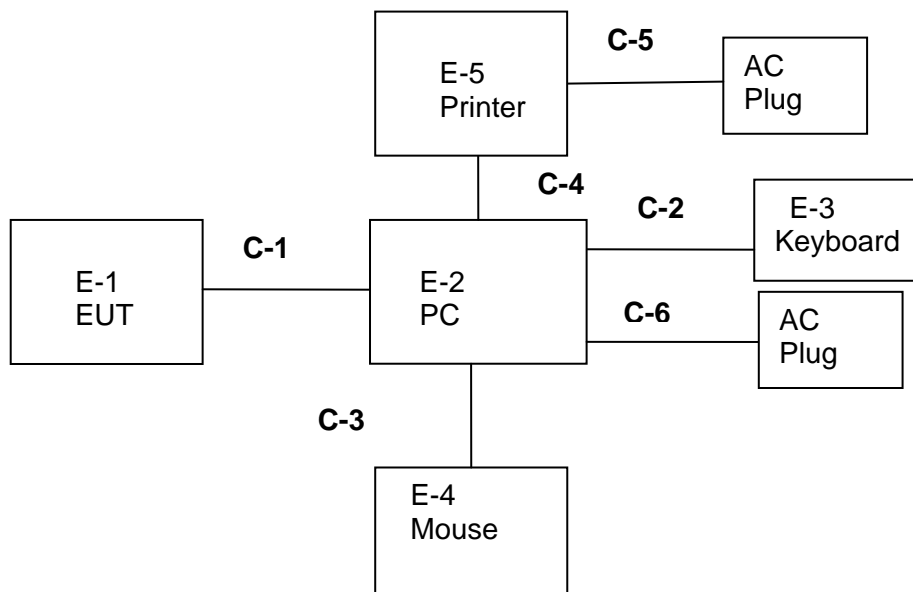 C-5
E-5
Printer
AC
Plug
C-4
C-2
E-3
Keyboard
C-1
E-1
EUT
E-2
PC
C-6
AC
Plug
C-3
E-4
Mouse